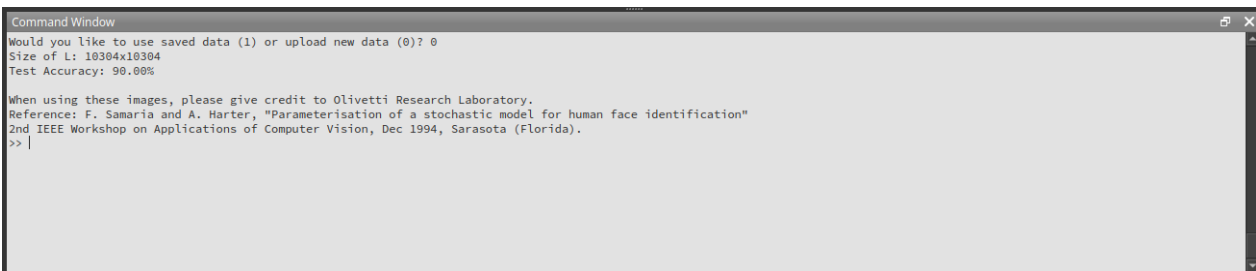 Command Window
Would you like to use saved data (1) or upload new data (0)? 0
Size of L: 10304x10304
Test Accuracy: 90.00%
When using these images, please give credit to Olivetti Research Laboratory.
Reference: F. Samaria and A. Harter, "Parameterisation of a stochastic model for human face identification"
2nd IEEE Workshop on Applications of Computer Vision, Dec 1994, Sarasota (Florida).
>>